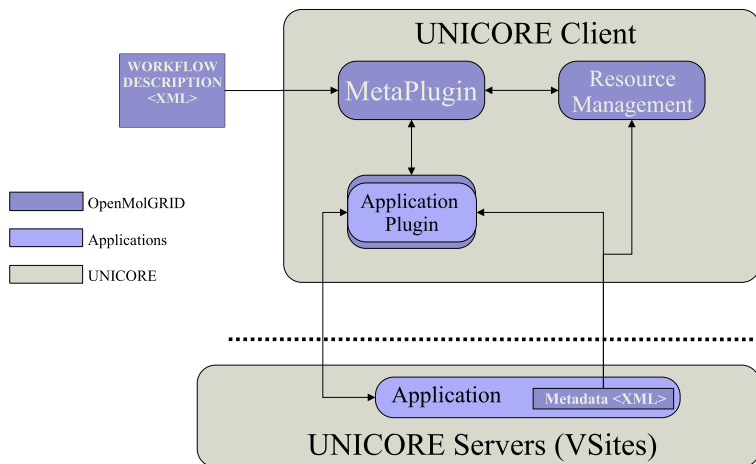 UNICORE Client
WORKFLOW
DESCRIPTION
<XML>
MetaPlugin
Resource
Management
Application
Plugin
OpenMolGRID
Applications
UNICORE
Application
Metadata <XML>
UNICORE Servers (VSites)